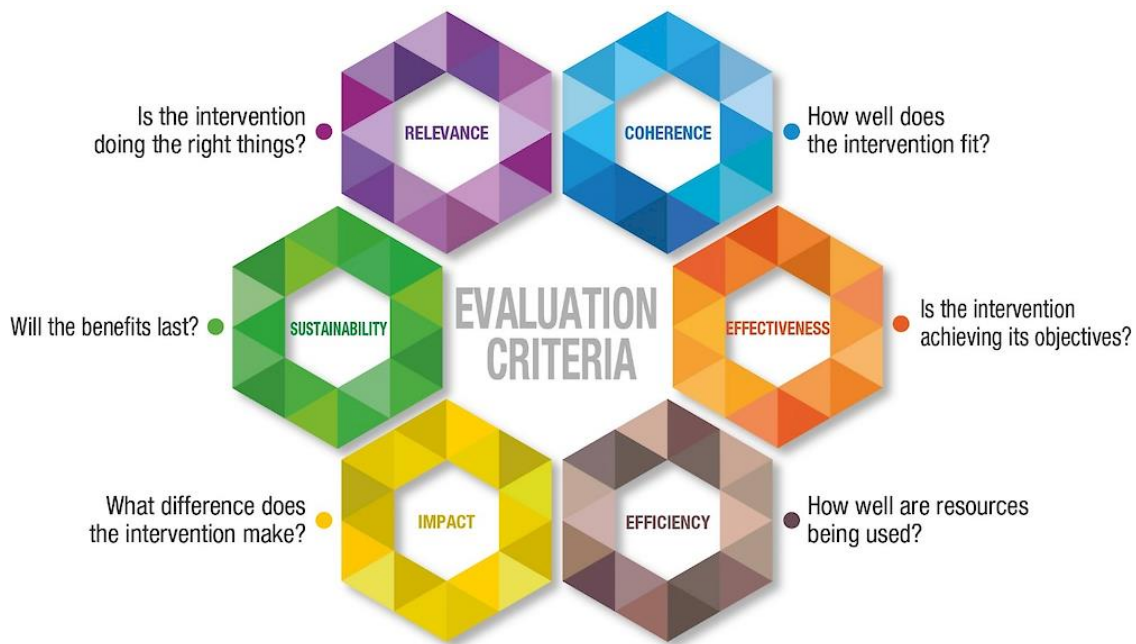 Is the intervention
doing the right things?
RELEVANCE
COHERENCE
How well does
the intervention fit?
Will the benefits last?
SUSTAINABILITY
EVALUATION
CRITERIA
EFFECTIVENESS
Is the intervention
achieving its objectives?
What difference does
the intervention make?
IMPACT
EFFICIENCY
How well are resources
being used?